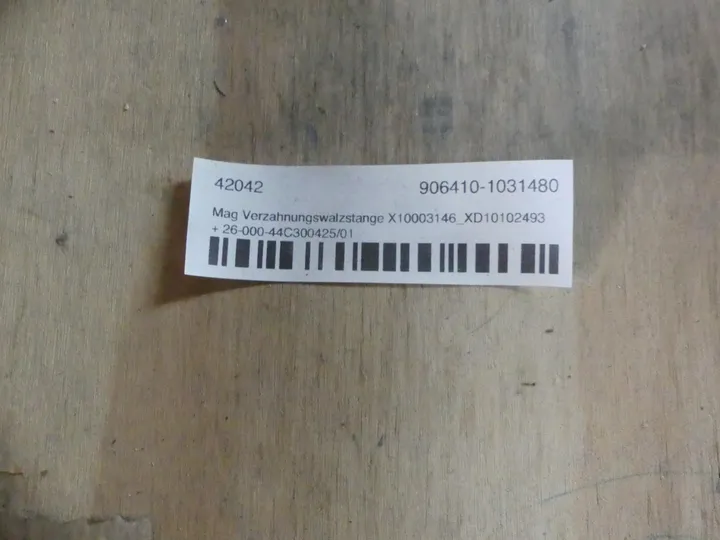 42042 906410-1031480
Mag Verzahnungswalzstange X10003146_XD10102493
+ 26-000-44C300425/01